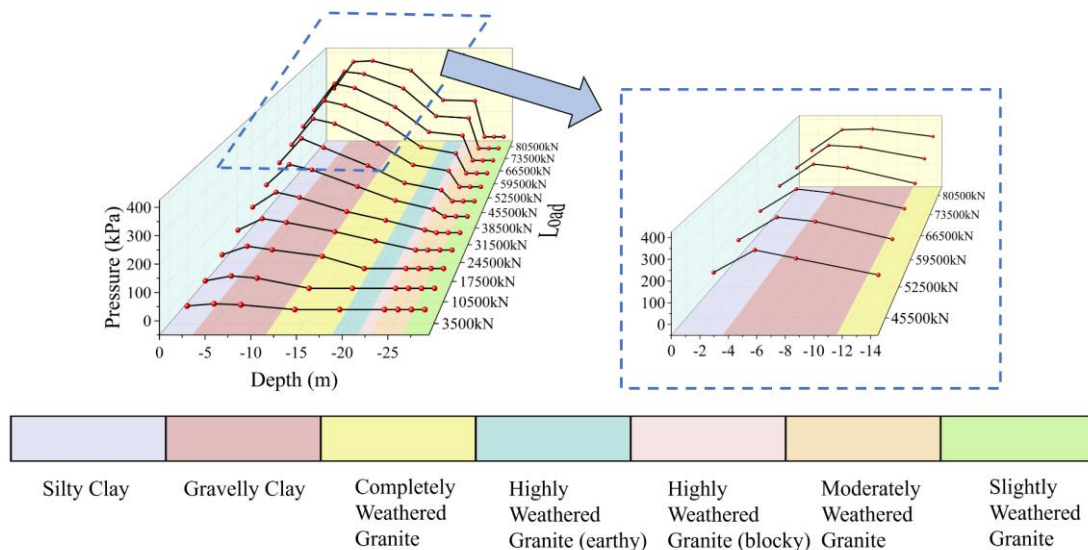 400
300
200
100
0
Pressure (kPa)
0
-5
-10
-15
-20
-25
Depth (m)
80500kN
73500kN
66500kN
59500kN
52500kN
45500kN
38500kN
31500kN
24500kN
17500kN
10500kN
3500kN
Load
400
300
200
100
0
0
-2
-4
-6
-8
-10
-12
-14
80500kN
73500kN
66500kN
59500kN
52500kN
45500kN
Silty Clay
Gravelly Clay
Completely
Weathered
Granite
Highly
Weathered
Granite (earthy)
Highly
Weathered
Granite (blocky)
Moderately
Weathered
Granite
Slightly
Weathered
Granite